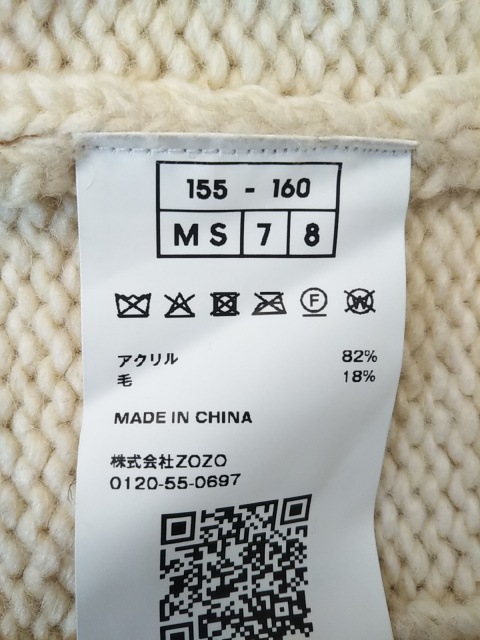 155 - 160
MS 7 8
F W
アクリル 82%
毛 18%
MADE IN CHINA
株式会社ZOZO
0120-55-0697